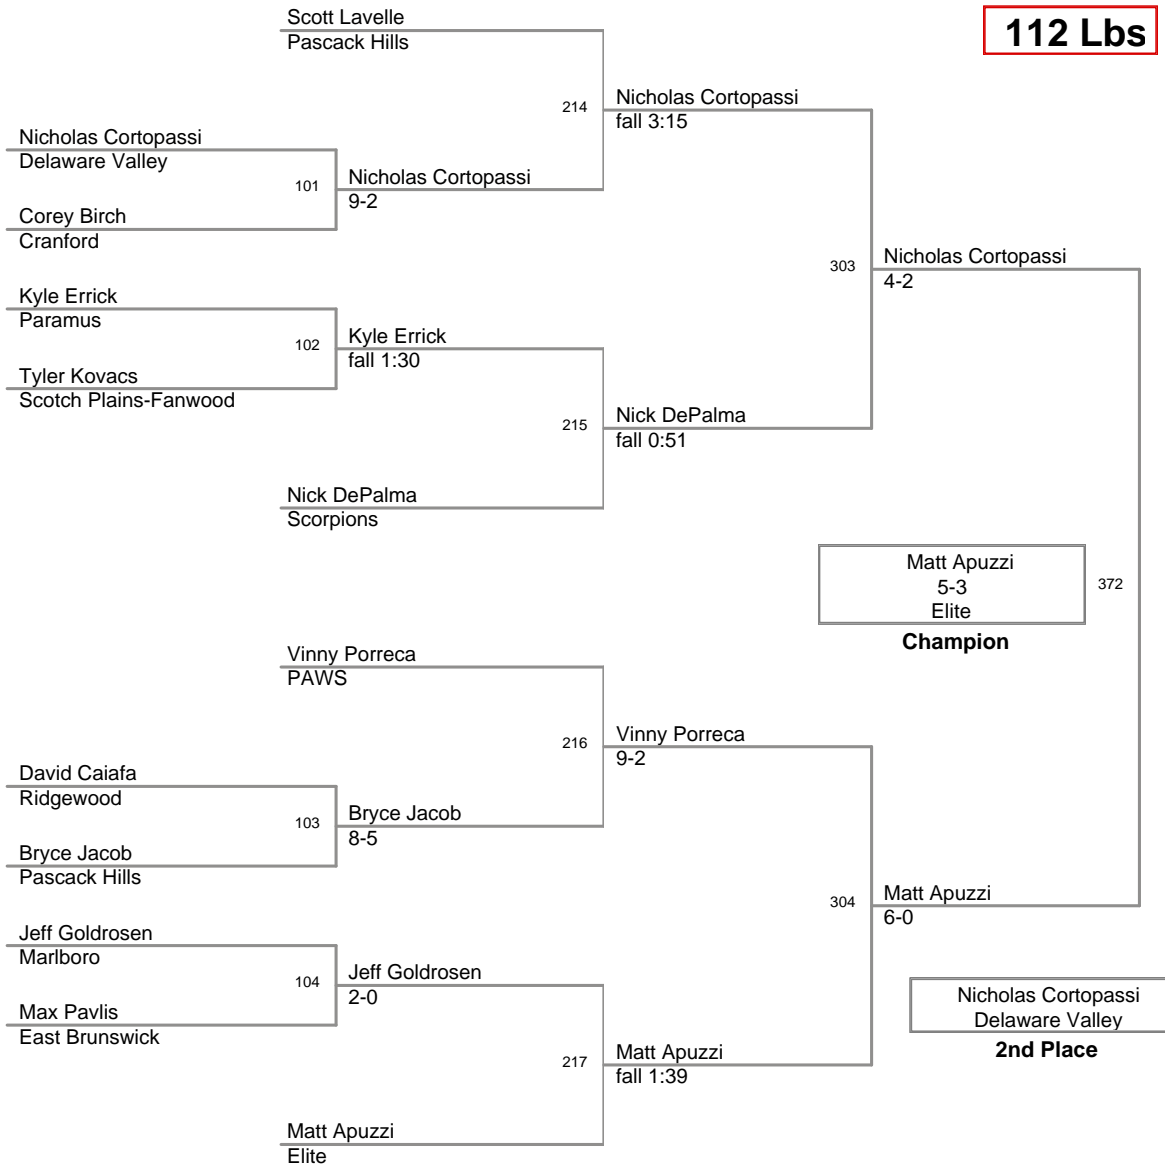 Scott Lavelle
Pascack Hills
112 Lbs
214
Nicholas Cortopassi
fall 3:15
Nicholas Cortopassi
Delaware Valley
101
Nicholas Cortopassi
9-2
Corey Birch
Cranford
303
Nicholas Cortopassi
4-2
Kyle Errick
Paramus
102
Kyle Errick
fall 1:30
Tyler Kovacs
Scotch Plains-Fanwood
215
Nick DePalma
fall 0:51
Nick DePalma
Scorpions
Matt Apuzzi
5-3
Elite
372
Champion
Vinny Porreca
PAWS
216
Vinny Porreca
9-2
David Caiafa
Ridgewood
103
Bryce Jacob
8-5
Bryce Jacob
Pascack Hills
304
Matt Apuzzi
6-0
Jeff Goldrosen
Marlboro
104
Jeff Goldrosen
2-0
Max Pavlis
East Brunswick
Nicholas Cortopassi
Delaware Valley
2nd Place
217
Matt Apuzzi
fall 1:39
Matt Apuzzi
Elite